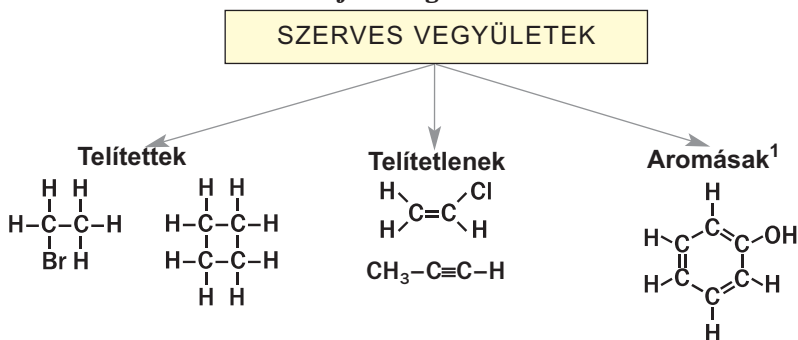 SZERVES VEGYÜLETEK
Telítettek
Telítetlenek
Aromásak¹
H H
H–C–C–H
Br H
H H
H–C–C–H
H–C–C–H
H H
H Cl
C=C
H H
CH₃–C≡C–H
H
H C OH
C C
C C
H C H
H